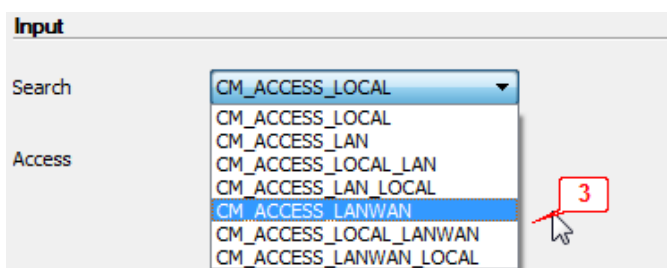 Input
Search
CM_ACCESS_LOCAL
CM_ACCESS_LOCAL
CM_ACCESS_LAN
Access
CM_ACCESS_LOCAL_LAN
CM_ACCESS_LAN_LOCAL
CM_ACCESS_LANWAN
3
CM_ACCESS_LOCAL_LANWAN
CM_ACCESS_LANWAN_LOCAL